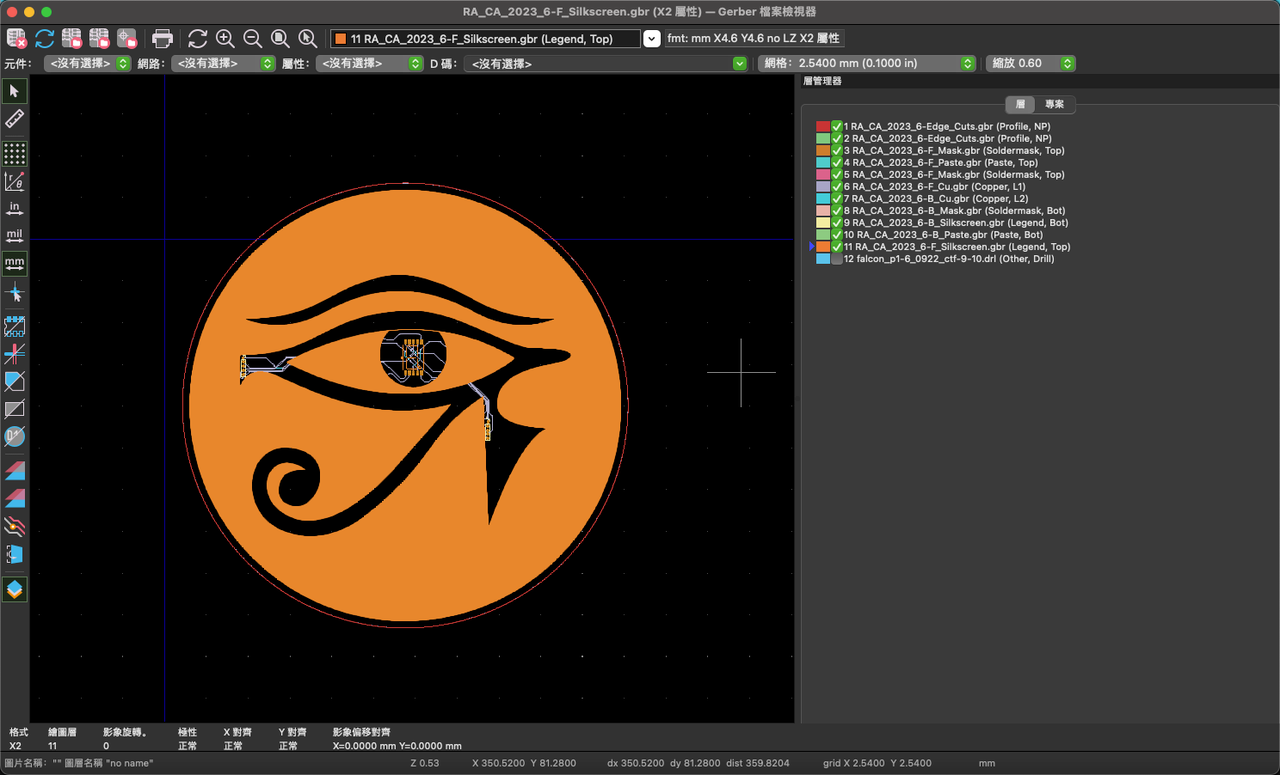 RA_CA_2023_6-F_Silkscreen.gbr (X2 屬性) — Gerber 檔案檢視器
11 RA_CA_2023_6-F_Silkscreen.gbr (Legend, Top)
fmt: mm X4.6 Y4.6 no LZ X2 屬性
元件: <沒有選擇> 網路: <沒有選擇> 屬性: <沒有選擇> D 碼: <沒有選擇> 網格: 2.5400 mm (0.1000 in) 縮放 0.60
層管理器
層 專案
in
mil
mm
1 RA_CA_2023_6-Edge_Cuts.gbr (Profile, NP)
2 RA_CA_2023_6-Edge_Cuts.gbr (Profile, NP)
3 RA_CA_2023_6-F_Mask.gbr (Soldermask, Top)
4 RA_CA_2023_6-F_Paste.gbr (Paste, Top)
5 RA_CA_2023_6-F_Mask.gbr (Soldermask, Top)
6 RA_CA_2023_6-F_Cu.gbr (Copper, L1)
7 RA_CA_2023_6-B_Cu.gbr (Copper, L2)
8 RA_CA_2023_6-B_Mask.gbr (Soldermask, Bot)
9 RA_CA_2023_6-B_Silkscreen.gbr (Legend, Bot)
10 RA_CA_2023_6-B_Paste.gbr (Paste, Bot)
11 RA_CA_2023_6-F_Silkscreen.gbr (Legend, Top)
12 falcon_p1-6_0922_ctf-9-10.drl (Other, Drill)
格式 繪圖層 影象旋轉。 極性 X 對齊 Y 對齊 影象偏移對齊
X2 11 0 正常 正常 正常 X=0.0000 mm Y=0.0000 mm
圖片名稱: "" 圖層名稱 "no name" Z 0.53 X 350.5200 Y 81.2800 dx 350.5200 dy 81.2800 dist 359.8204 grid X 2.5400 Y 2.5400 mm